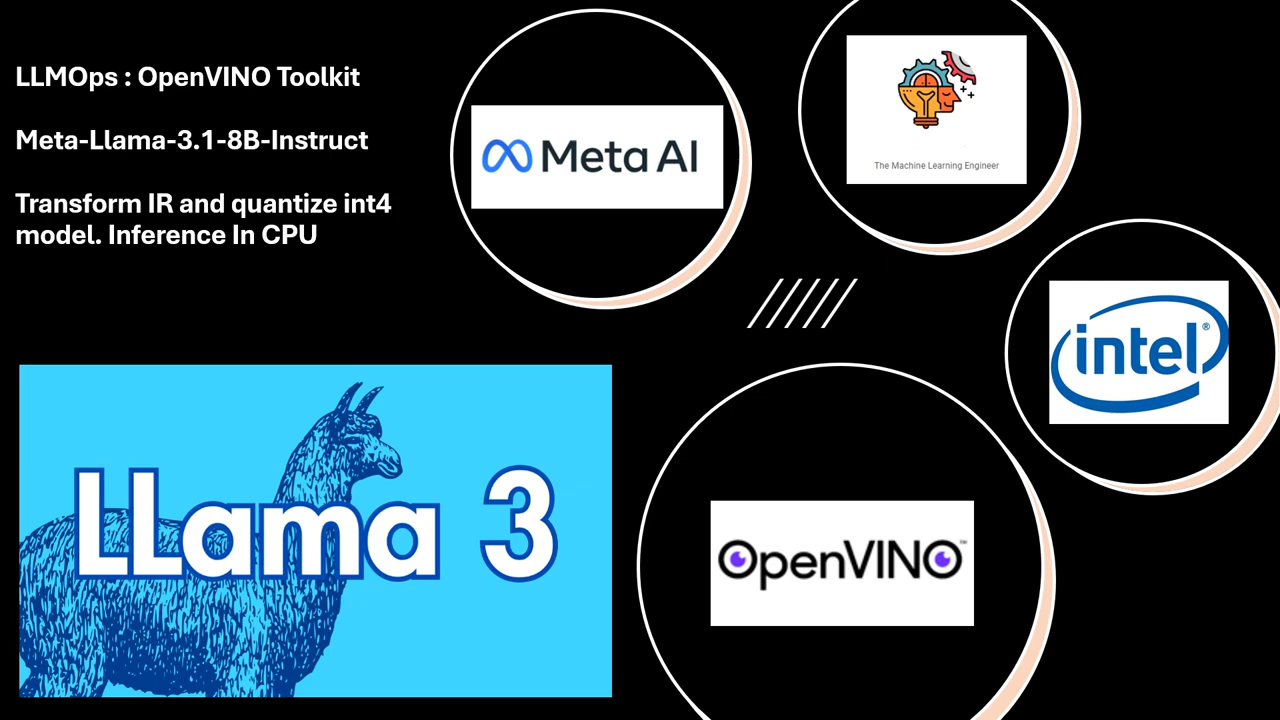 LLMOps : OpenVINO Toolkit
Meta-Llama-3.1-8B-Instruct
Transform IR and quantize int4
model. Inference In CPU
Meta AI
The Machine Learning Engineer
intel®
LLama 3
OpenVINO™